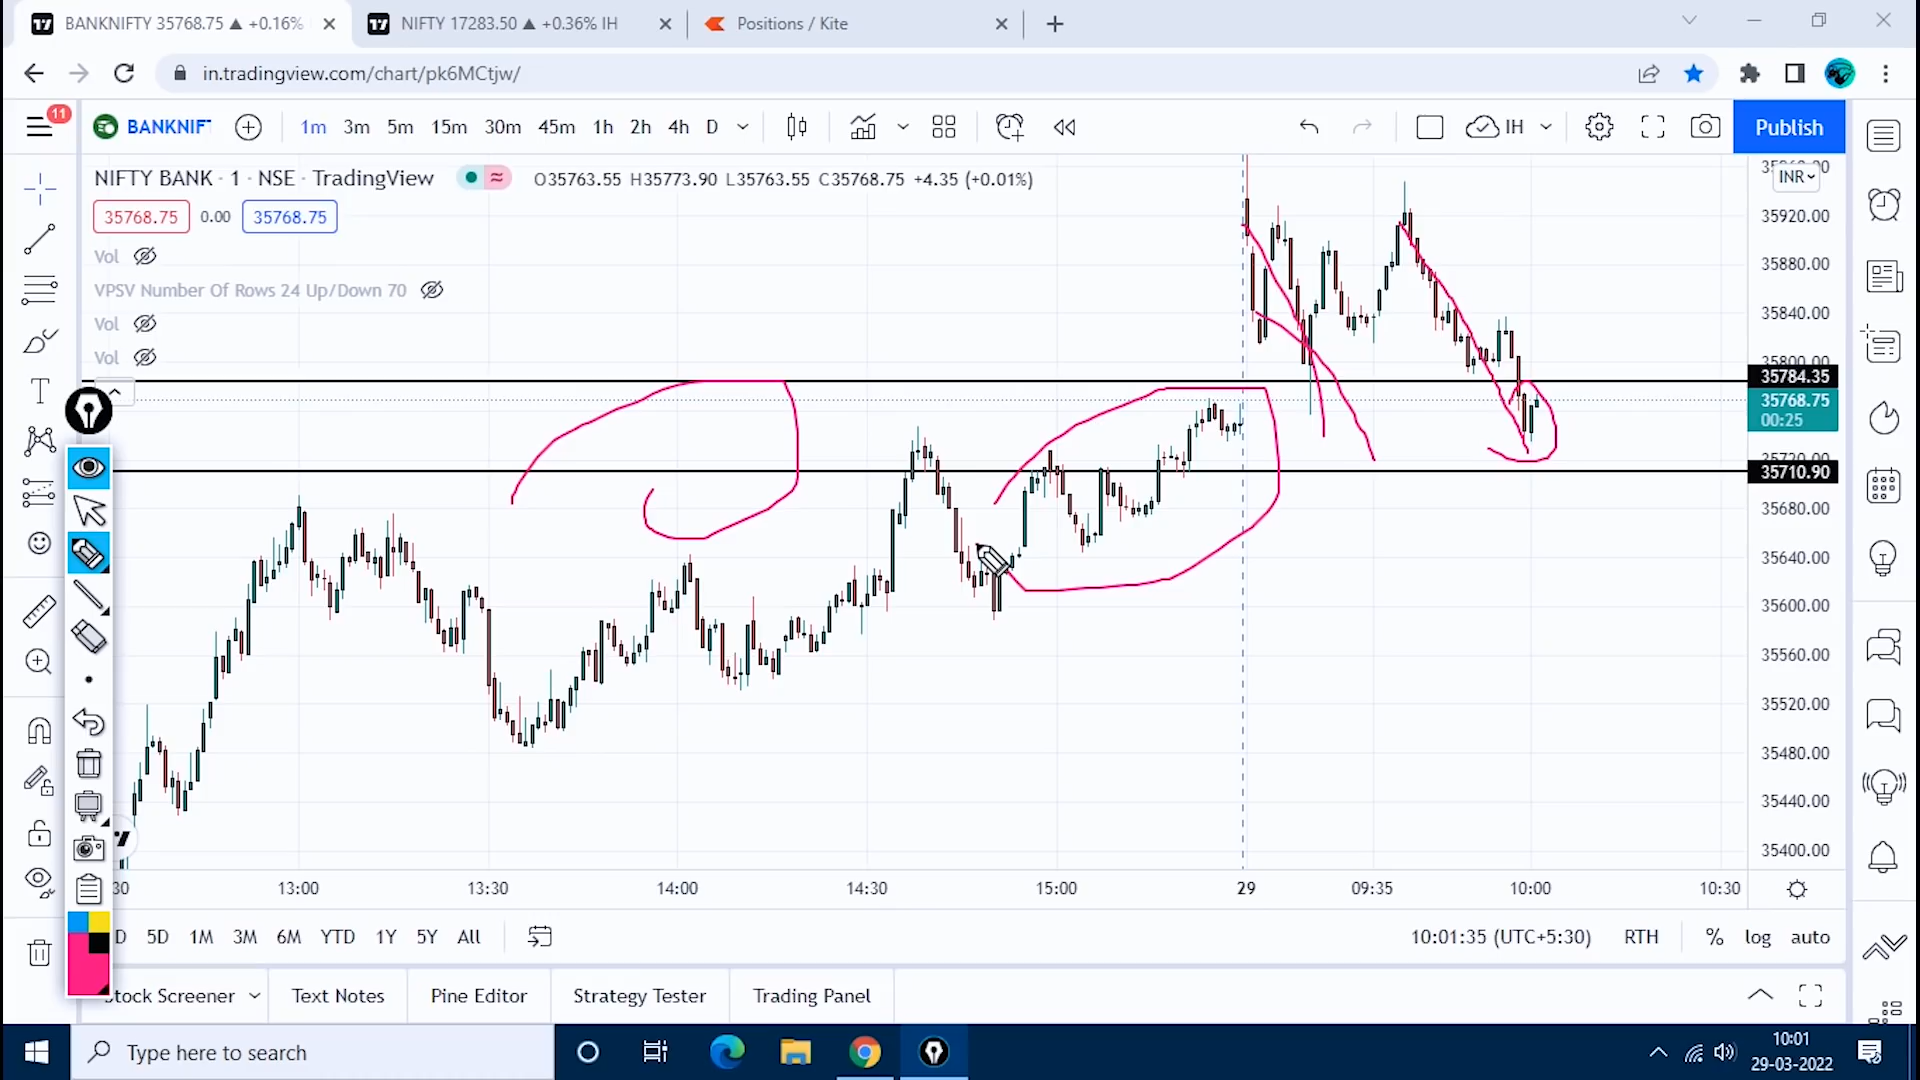 BANKNIFTY 35768.75 ▲ +0.16%
NIFTY 17283.50 ▲ +0.36% IH
Positions / Kite
in.tradingview.com/chart/pk6MCtjw/
11
BANKNIFT
1m 3m 5m 15m 30m 45m 1h 2h 4h D
IH
Publish
NIFTY BANK · 1 · NSE · TradingView
O35763.55 H35773.90 L35763.55 C35768.75 +4.35 (+0.01%)
INR
35768.75 0.00 35768.75
Vol
VPSV Number Of Rows 24 Up/Down 70
Vol
Vol
35920.00
35880.00
35840.00
35800.00
35784.35
35768.75
00:25
35720.00
35710.90
35680.00
35640.00
35600.00
35560.00
35520.00
35480.00
35440.00
35400.00
30 13:00 13:30 14:00 14:30 15:00 29 09:35 10:00 10:30
D 5D 1M 3M 6M YTD 1Y 5Y All
10:01:35 (UTC+5:30) RTH % log auto
Stock Screener Text Notes Pine Editor Strategy Tester Trading Panel
Type here to search
10:01
29-03-2022